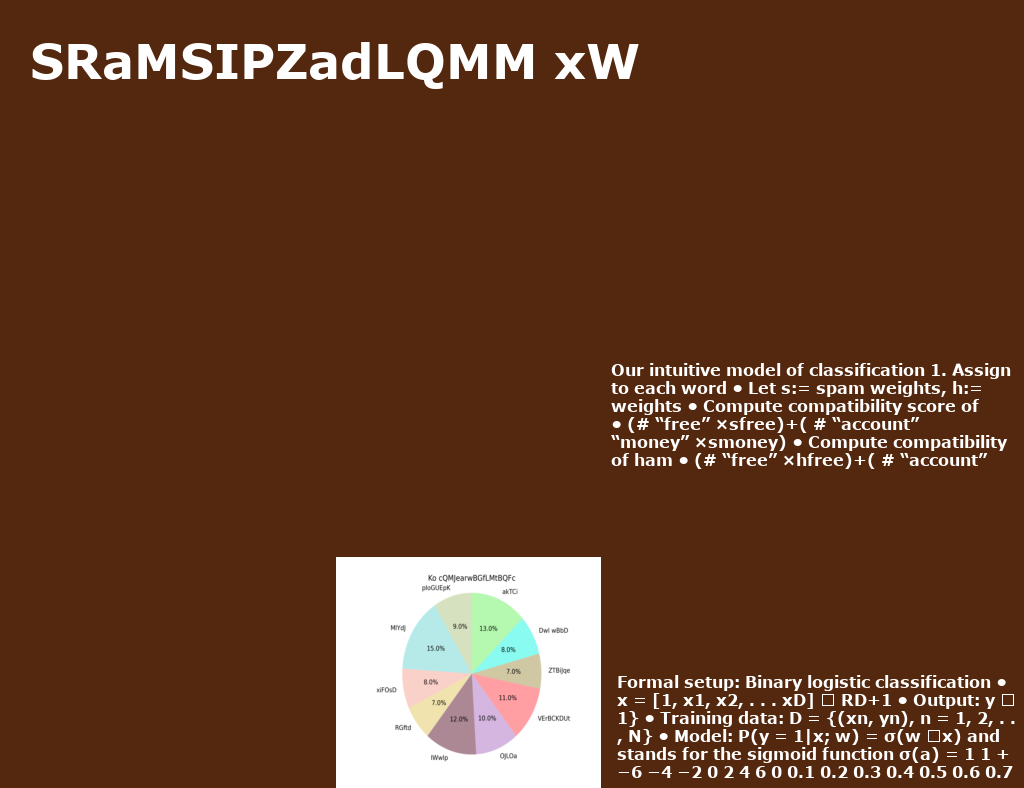 SRaMSIPZadLQMM xW
Our intuitive model of classification 1. Assign
to each word • Let s:= spam weights, h:=
weights • Compute compatibility score of
• (# “free” ×sfree)+( # “account”
“money” ×smoney) • Compute compatibility
of ham • (# “free” ×hfree)+( # “account”
Ko cQMJearwBGfLMtBQFc
ploGUEpK
akTCi
MlYdJ
Dwl wBbD
9.0%
13.0%
15.0%
8.0%
ZTBiJqe
7.0%
8.0%
xiFOsD
7.0%
11.0%
VErBCKDUt
RGftd
12.0%
10.0%
lWwlp
OJLOa
Formal setup: Binary logistic classification •
x = [1, x1, x2, . . . xD] □ RD+1 • Output: y □
1} • Training data: D = {(xn, yn), n = 1, 2, . .
, N} • Model: P(y = 1|x; w) = σ(w □x) and
stands for the sigmoid function σ(a) = 1 1 +
−6 −4 −2 0 2 4 6 0 0.1 0.2 0.3 0.4 0.5 0.6 0.7